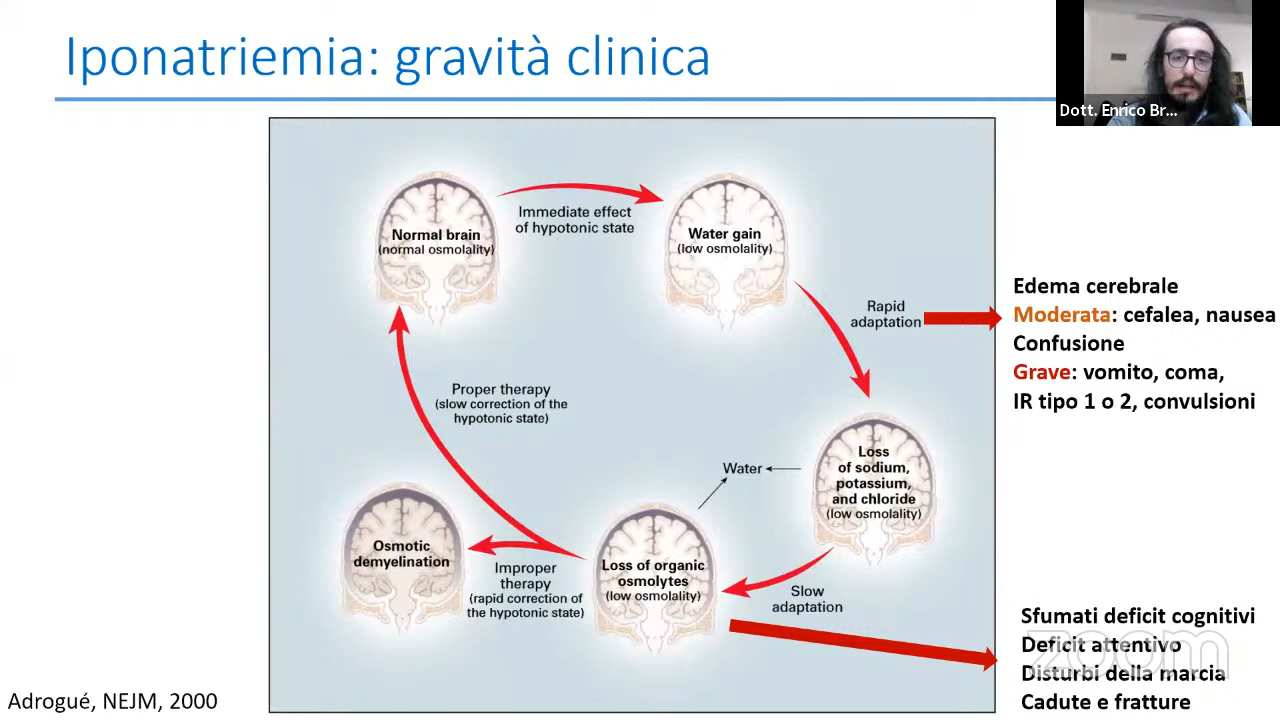 Iponatriemia: gravità clinica
Dott. Enrico Br...
Normal brain
(normal osmolality)
Immediate effect
of hypotonic state
Water gain
(low osmolality)
Rapid
adaptation
Edema cerebrale
Moderata: cefalea, nausea
Confusione
Grave: vomito, coma,
IR tipo 1 o 2, convulsioni
Proper therapy
(slow correction of the
hypotonic state)
Water
Loss
of sodium,
potassium,
and chloride
(low osmolality)
Osmotic
demyelination
Improper
therapy
(rapid correction of
the hypotonic state)
Loss of organic
osmolytes
(low osmolality)
Slow
adaptation
Sfumati deficit cognitivi
Deficit attentivo
Disturbi della marcia
Cadute e fratture
zoom
Adrogué, NEJM, 2000